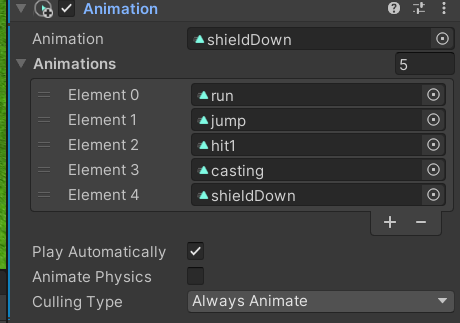 Animation
Animation shieldDown
Animations 5
Element 0 run
Element 1 jump
Element 2 hit1
Element 3 casting
Element 4 shieldDown
Play Automatically
Animate Physics
Culling Type Always Animate